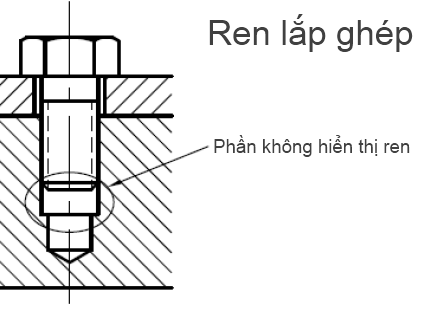 Ren lắp ghép
Phần không hiển thị ren